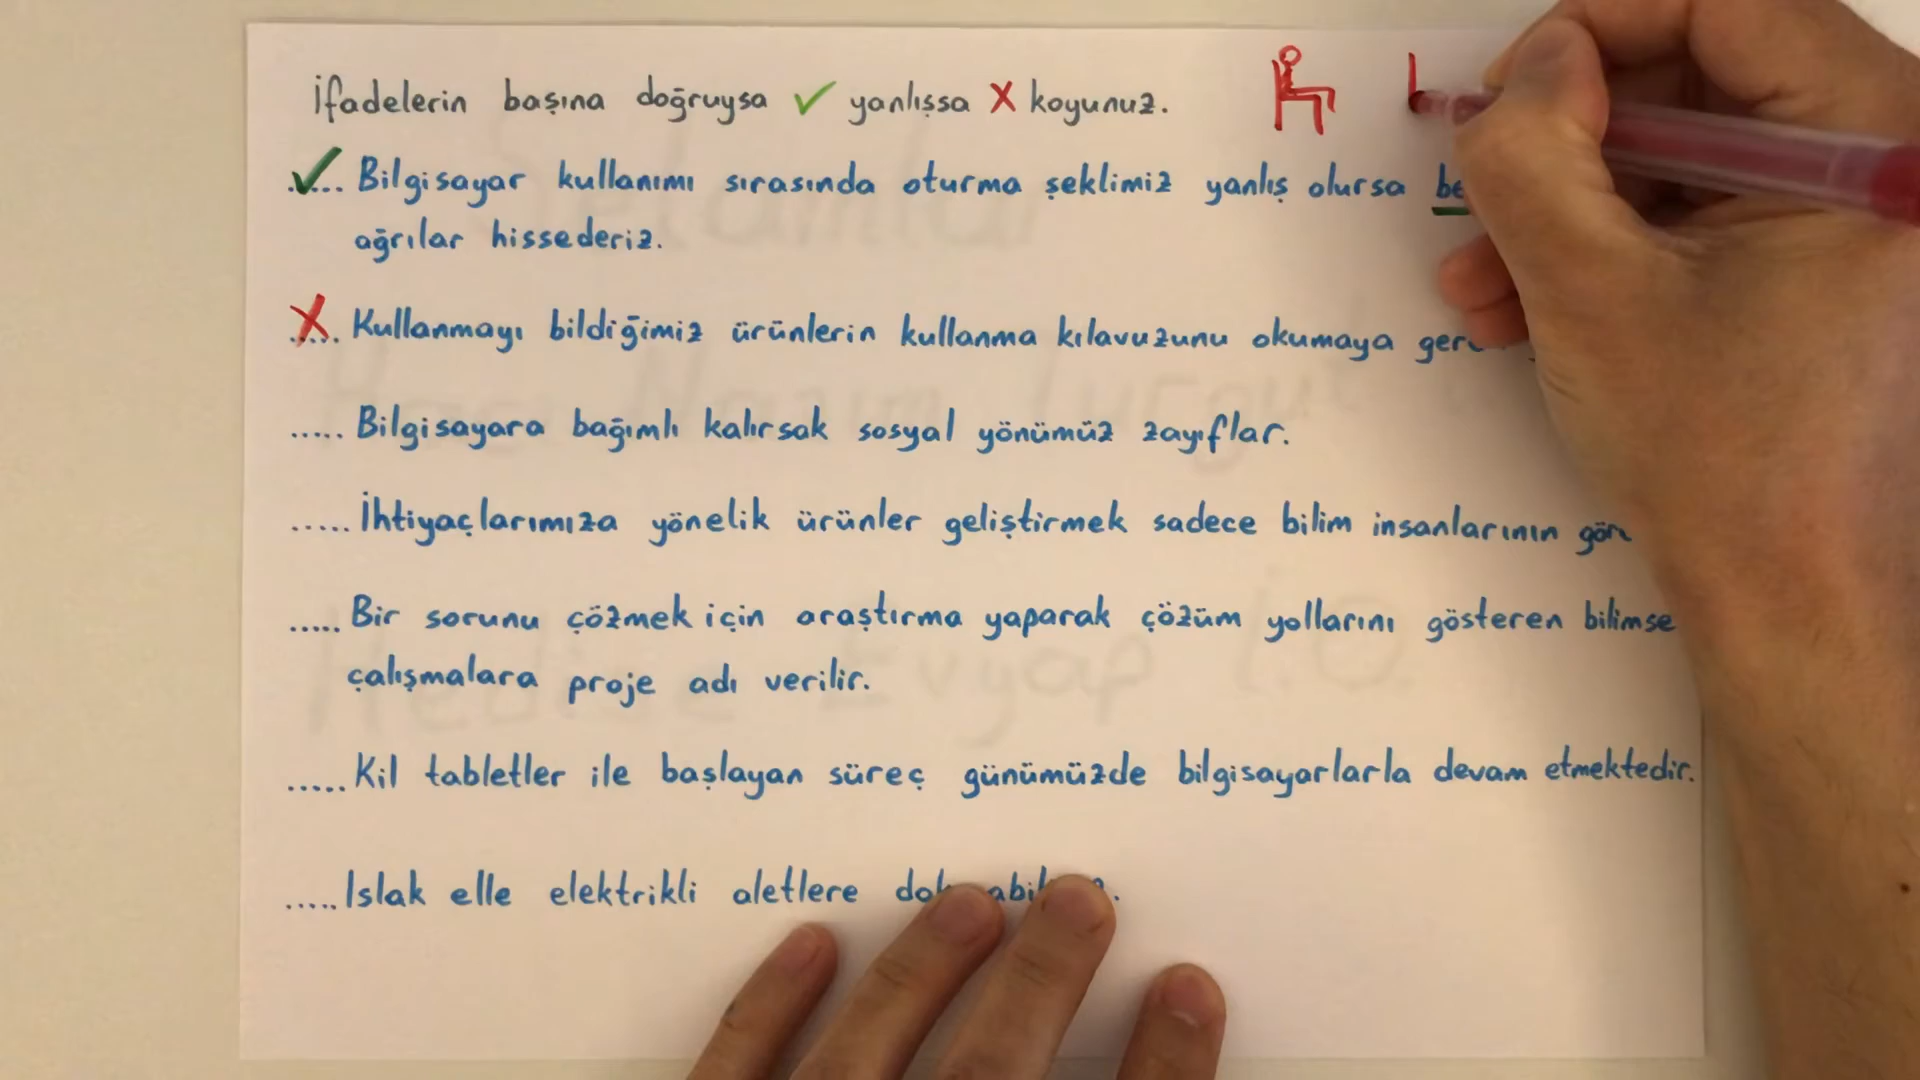 İfadelerin başına doğruysa ✓ yanlışsa X koyunuz.
✓..... Bilgisayar kullanımı sırasında oturma şeklimiz yanlış olursa
ağrılar hissederiz.
X..... Kullanmayı bildiğimiz ürünlerin kullanma kılavuzunu okumaya
..... Bilgisayara bağımlı kalırsak sosyal yönümüz zayıflar.
..... İhtiyaçlarımıza yönelik ürünler geliştirmek sadece bilim insanlarının
..... Bir sorunu çözmek için araştırma yaparak çözüm yollarını gösteren bilimse
çalışmalara proje adı verilir.
..... Kil tabletler ile başlayan süreç günümüzde bilgisayarlarla devam etmektedir.
..... Islak elle elektrikli aletlere